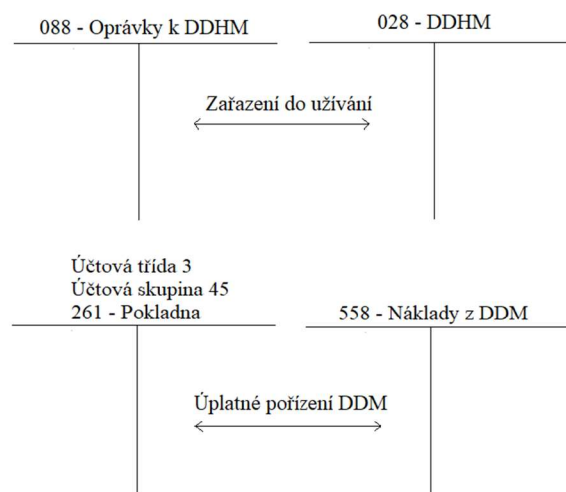 088 - Oprávky k DDHM
028 - DDHM
Zařazení do užívání
Účtová třída 3
Účtová skupina 45
261 - Pokladna
558 - Náklady z DDM
Úplatné pořízení DDM